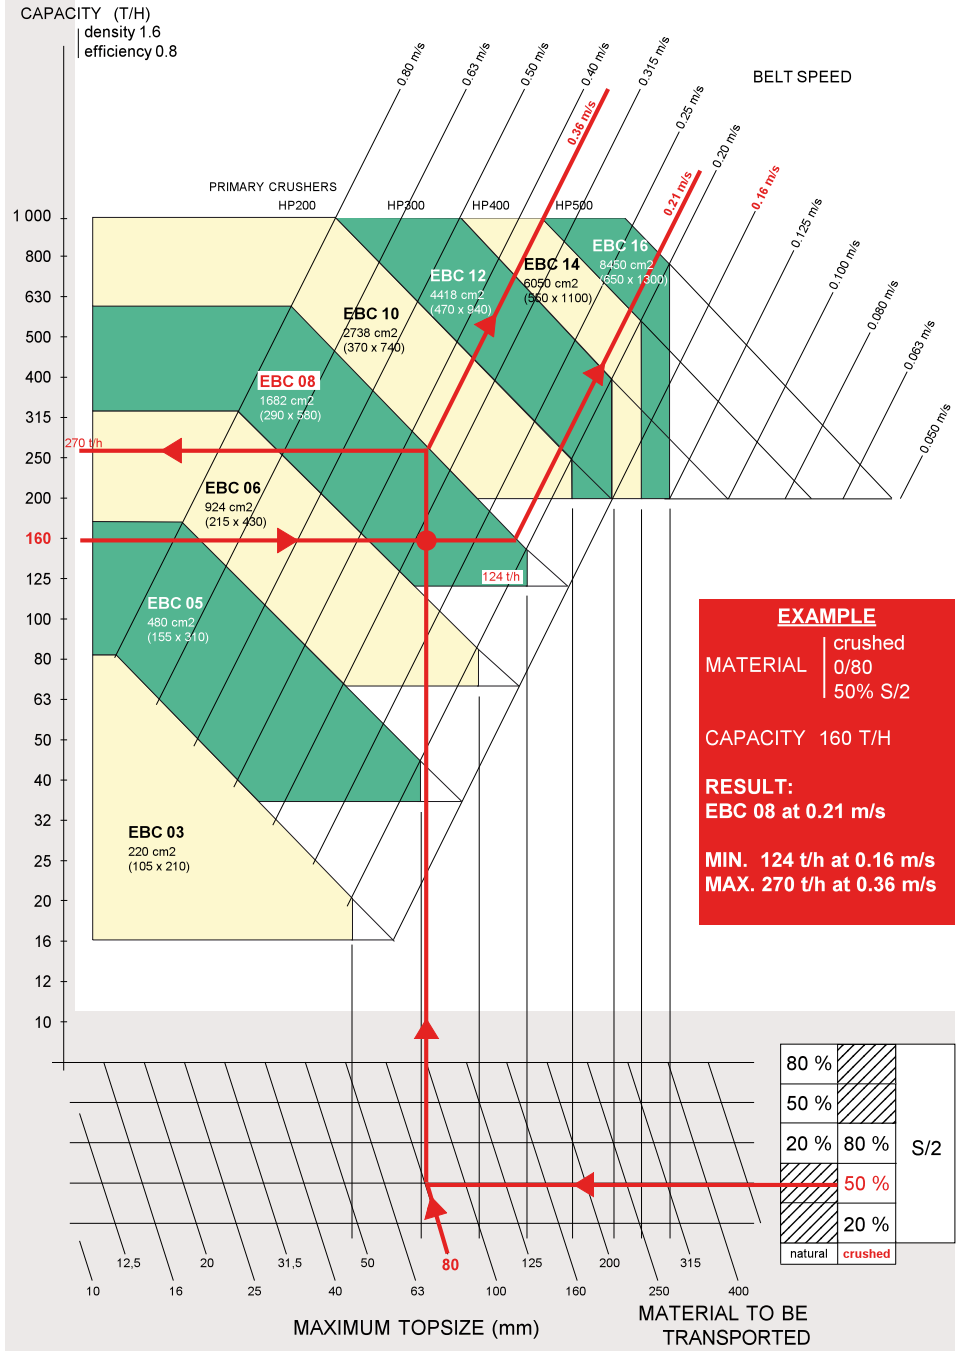 CAPACITY (T/H)
density 1.6
efficiency 0.8
0.80 m/s
0.63 m/s
0.50 m/s
0.40 m/s
0.315 m/s
0.36 m/s
0.25 m/s
0.20 m/s
BELT SPEED
0.21 m/s
0.16 m/s
0.125 m/s
0.100 m/s
0.080 m/s
0.063 m/s
0.050 m/s
PRIMARY CRUSHERS
HP200
HP300
HP400
HP500
1 000
800
630
500
400
315
250
200
160
125
100
80
63
50
40
32
25
20
16
12
10
EBC 16
8450 cm2
(650 x 1300)
EBC 14
6050 cm2
(550 x 1100)
EBC 12
4418 cm2
(470 x 940)
EBC 10
2738 cm2
(370 x 740)
EBC 08
1682 cm2
(290 x 580)
270 t/h
EBC 06
924 cm2
(215 x 430)
124 t/h
EBC 05
480 cm2
(155 x 310)
EBC 03
220 cm2
(105 x 210)
EXAMPLE
MATERIAL
crushed
0/80
50% S/2
CAPACITY 160 T/H
RESULT:
EBC 08 at 0.21 m/s
MIN. 124 t/h at 0.16 m/s
MAX. 270 t/h at 0.36 m/s
80 %
50 %
20 % 80 %
50 %
20 %
S/2
natural crushed
12,5 20 31,5 50 80 125 200 315
10 16 25 40 63 100 160 250 400
MAXIMUM TOPSIZE (mm)
MATERIAL TO BE
TRANSPORTED